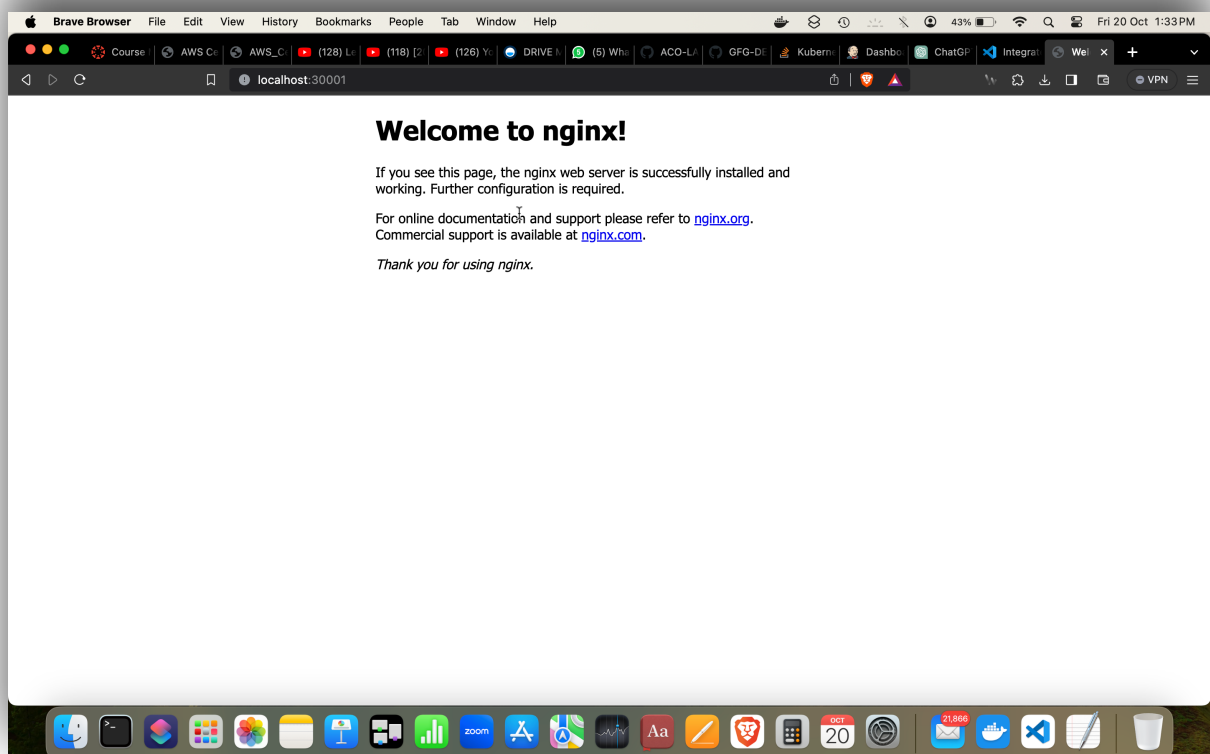 Brave Browser File Edit View History Bookmarks People Tab Window Help 43% Fri 20 Oct 1:33 PM
Course AWS Ce AWS_C (128) Le (118) [2 (126) Yo DRIVE M (5) Wha ACO-LA GFG-DE Kuberne Dashbo ChatGP Integrat Wel
localhost:30001 VPN
Welcome to nginx!
If you see this page, the nginx web server is successfully installed and
working. Further configuration is required.
For online documentation and support please refer to nginx.org.
Commercial support is available at nginx.com.
Thank you for using nginx.
zoom Aa OCT 20 21,866